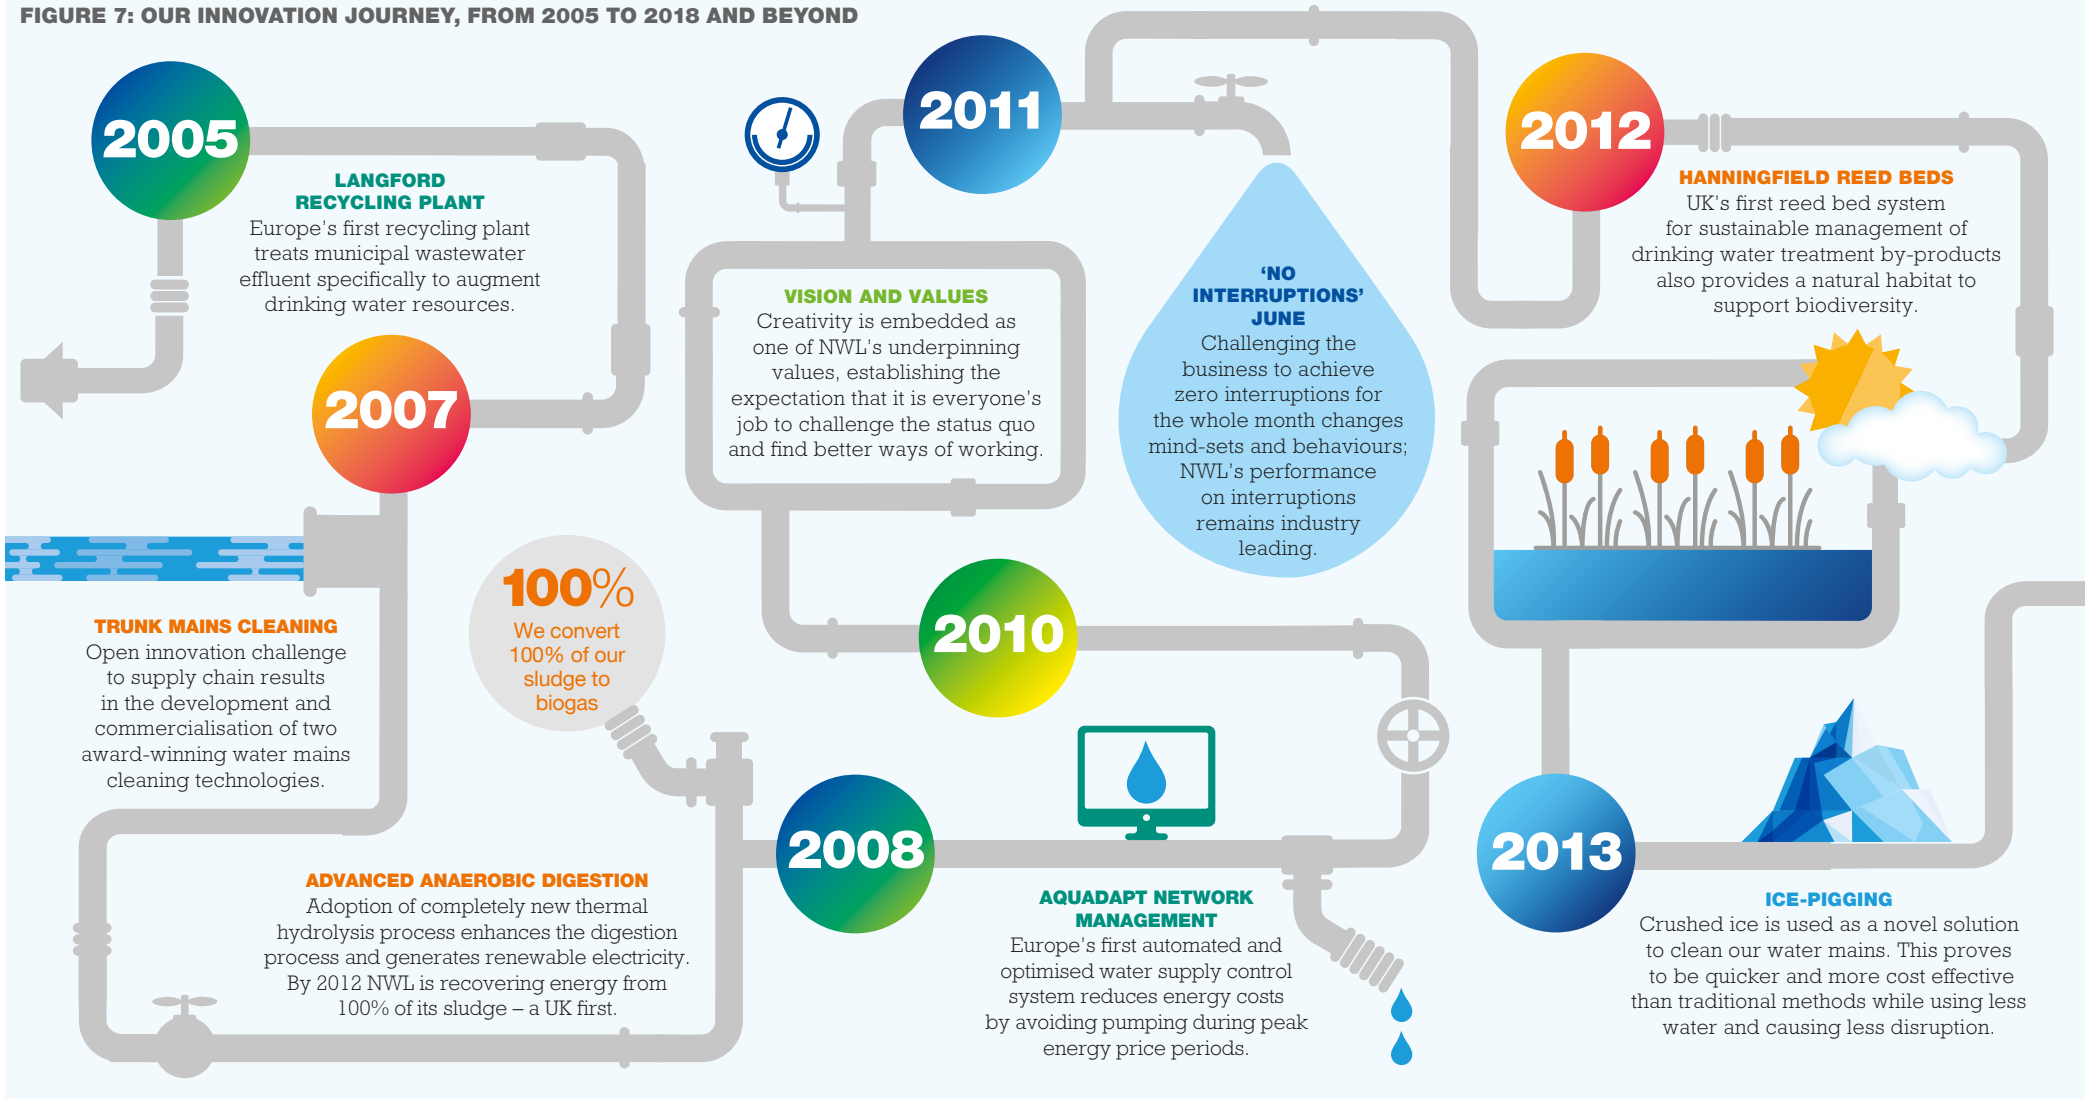 FIGURE 7: OUR INNOVATION JOURNEY, FROM 2005 TO 2018 AND BEYOND
2005
LANGFORD
RECYCLING PLANT
Europe's first recycling plant
treats municipal wastewater
effluent specifically to augment
drinking water resources.
2007
TRUNK MAINS CLEANING
Open innovation challenge
to supply chain results
in the development and
commercialisation of two
award-winning water mains
cleaning technologies.
100%
We convert
100% of our
sludge to
biogas
ADVANCED ANAEROBIC DIGESTION
Adoption of completely new thermal
hydrolysis process enhances the digestion
process and generates renewable electricity.
By 2012 NWL is recovering energy from
100% of its sludge – a UK first.
2008
AQUADAPT NETWORK
MANAGEMENT
Europe's first automated and
optimised water supply control
system reduces energy costs
by avoiding pumping during peak
energy price periods.
2010
VISION AND VALUES
Creativity is embedded as
one of NWL's underpinning
values, establishing the
expectation that it is everyone's
job to challenge the status quo
and find better ways of working.
2011
‘NO
INTERRUPTIONS’
JUNE
Challenging the
business to achieve
zero interruptions for
the whole month changes
mind-sets and behaviours;
NWL's performance
on interruptions
remains industry
leading.
2012
HANNINGFIELD REED BEDS
UK's first reed bed system
for sustainable management of
drinking water treatment by-products
also provides a natural habitat to
support biodiversity.
2013
ICE-PIGGING
Crushed ice is used as a novel solution
to clean our water mains. This proves
to be quicker and more cost effective
than traditional methods while using less
water and causing less disruption.